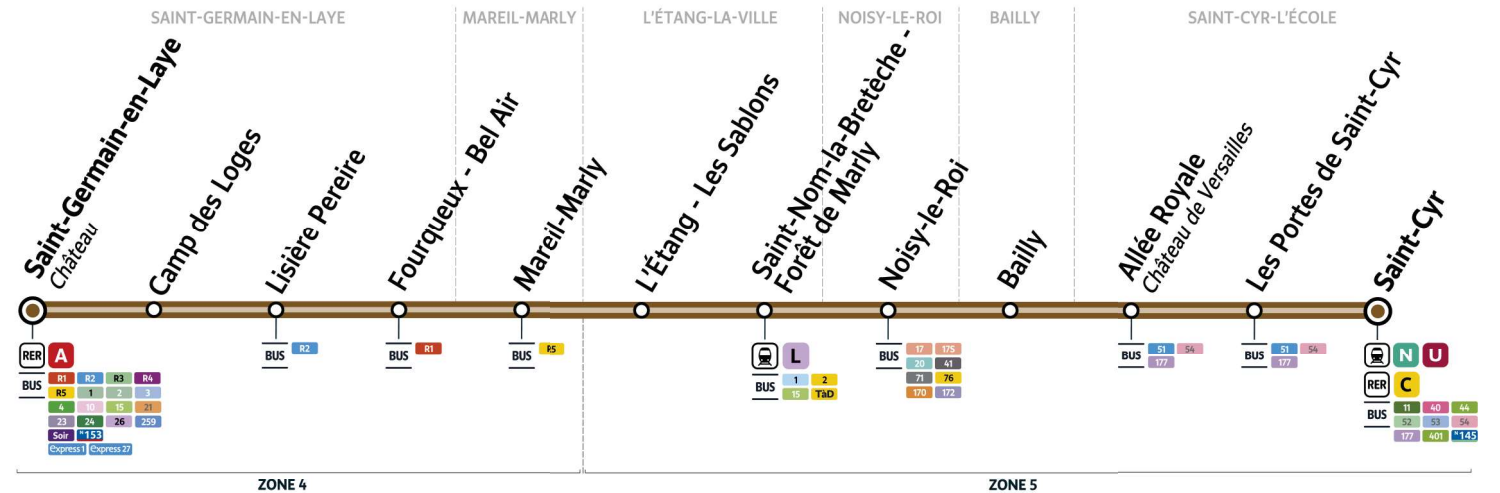 SAINT-GERMAIN-EN-LAYE
MAREIL-MARLY
L'ÉTANG-LA-VILLE
NOISY-LE-ROI
BAILLY
SAINT-CYR-L'ÉCOLE
Saint-Germain-en-Laye
Château
Camp des Loges
Lisière Pereire
Fourqueux - Bel Air
Mareil-Marly
L'Étang - Les Sablons
Saint-Nom-la-Bretèche -
Forêt de Marly
Noisy-le-Roi
Bailly
Allée Royale
Château de Versailles
Les Portes de Saint-Cyr
Saint-Cyr
RER A
BUS R1 R2 R3 R4
R5 1 2 3
4 10 15 21
23 24 26 259
Soir N153
express 1 express 27
BUS R2
BUS R1
BUS R5
L
BUS 1 2
15 TàD
BUS 17 175
20 41
71 76
170 172
BUS 51 54
177
BUS 51 54
177
N U
RER C
BUS 11 40 44
52 53 54
177 401 N145
ZONE 4
ZONE 5